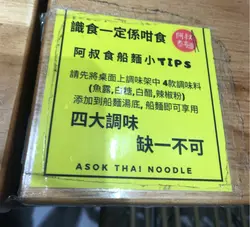 識食一定係咁食
阿叔食船麵小TIPS
請先將桌面上調味架中4款調味料
(魚露,白糖,白醋,辣椒粉)
添加到船麵湯底,船麵即可享用
四大調味
缺一不可
ASOK THAI NOODLE